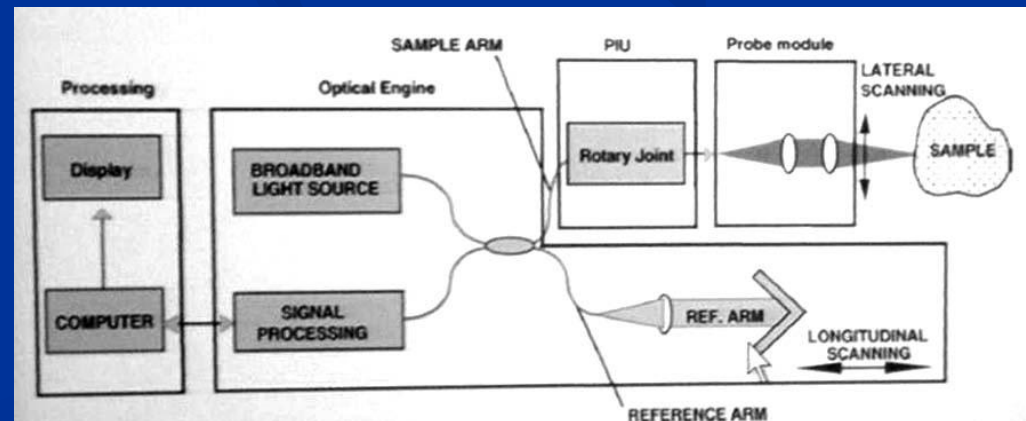 SAMPLE ARM
PIU
Probe module
Processing
Optical Engine
LATERAL
SCANNING
Display
BROADBAND
LIGHT SOURCE
Rotary Joint
SAMPLE
COMPUTER
SIGNAL
PROCESSING
REF. ARM
LONGITUDINAL
SCANNING
REFERENCE ARM